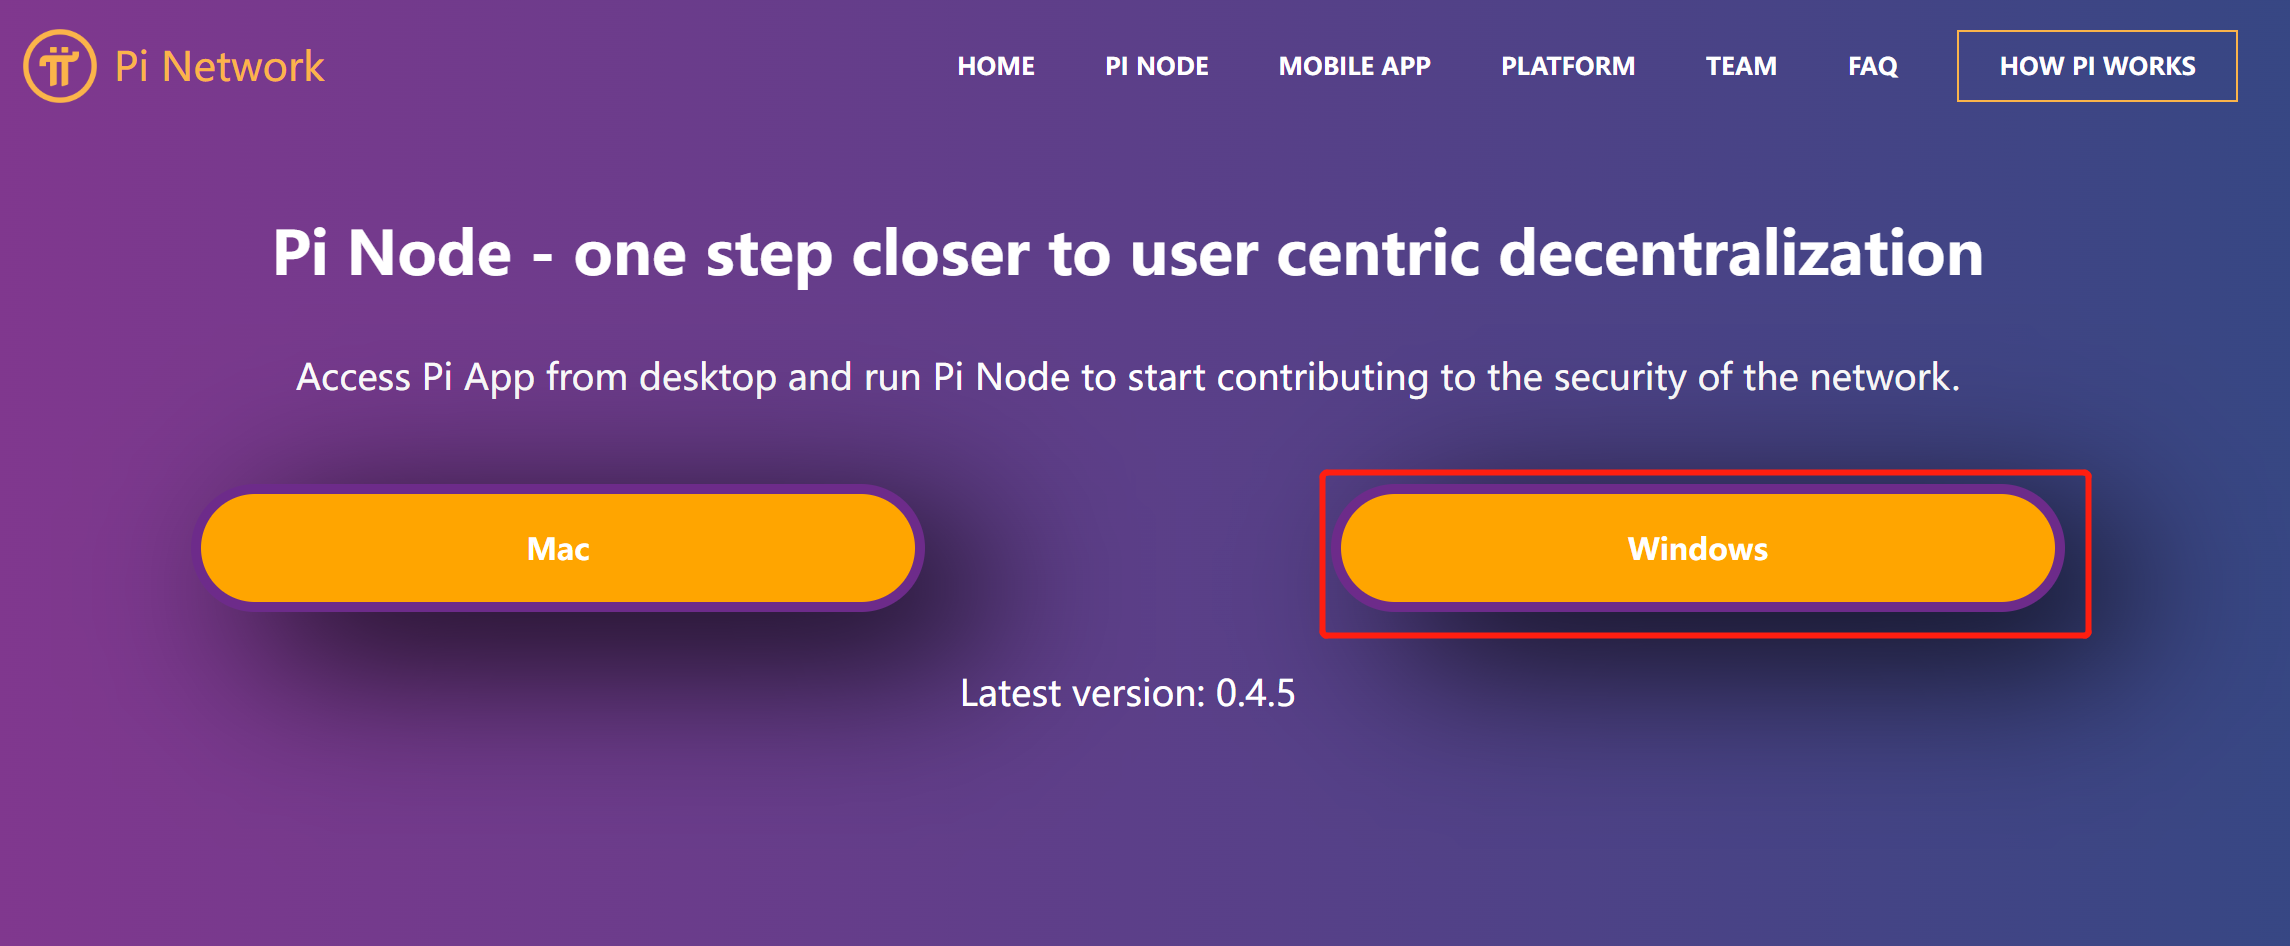 Pi Network
HOME PI NODE MOBILE APP PLATFORM TEAM FAQ HOW PI WORKS
Pi Node - one step closer to user centric decentralization
Access Pi App from desktop and run Pi Node to start contributing to the security of the network.
Mac
Windows
Latest version: 0.4.5